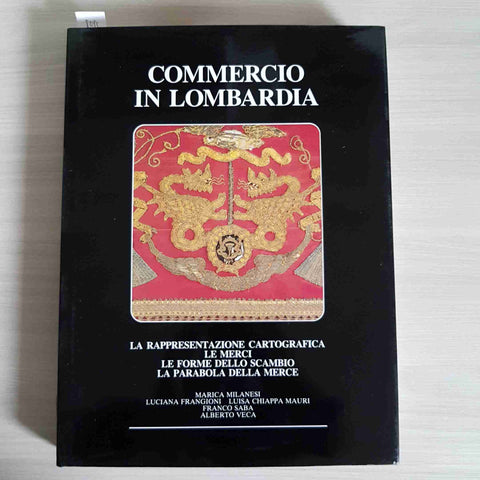 COMMERCIO
IN LOMBARDIA
LA RAPPRESENTAZIONE CARTOGRAFICA
LE MERCI
LE FORME DELLO SCAMBIO
LA PARABOLA DELLA MERCE
MARICA MILANESI
LUCIANA FRANGIONI LUISA CHIAPPA MAURI
FRANCO SABA
ALBERTO VECA